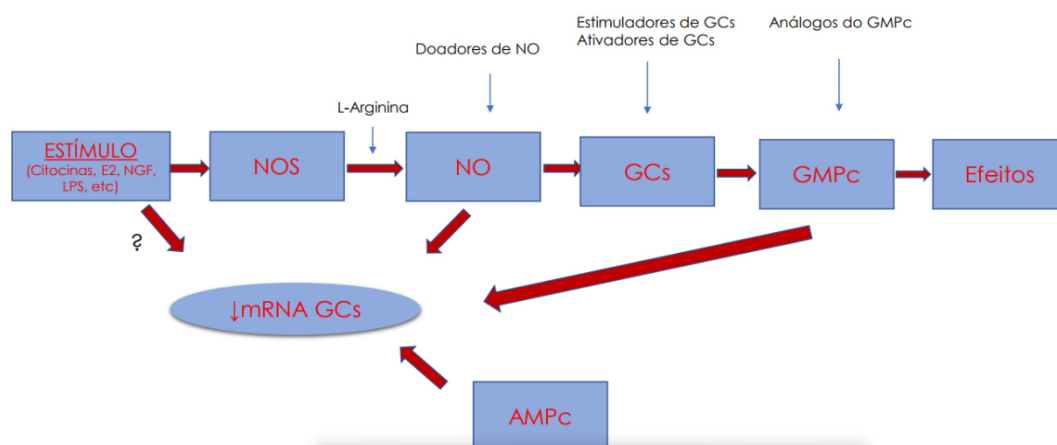 Estimuladores de GCs
Ativadores de GCs
Análogos do GMPc
Doadores de NO
L-Arginina
ESTÍMULO
(Citocinas, E2, NGF,
LPS, etc)
NOS
NO
GCs
GMPc
Efeitos
?
↓mRNA GCs
AMPc